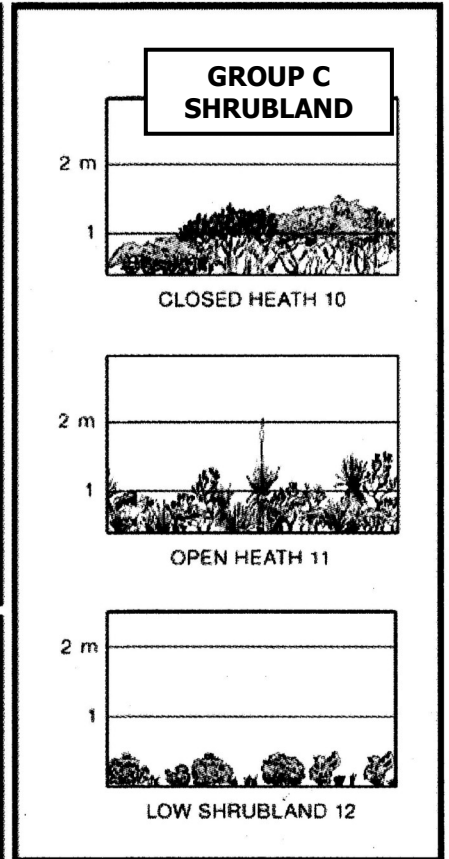 GROUP C
SHRUBLAND
2 m
1
CLOSED HEATH 10
2 m
1
OPEN HEATH 11
2 m
1
LOW SHRUBLAND 12